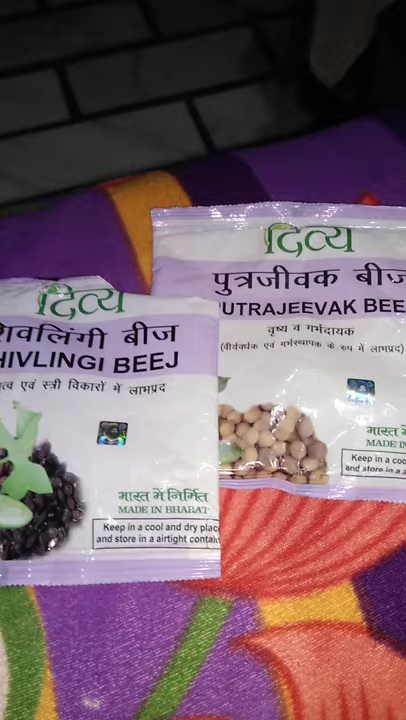 दिव्य
शिवलिंगी बीज
HIVLINGI BEEJ
त्व एवं स्त्री विकारों में लाभप्रद
भारत में निर्मित
MADE IN BHARAT
Keep in a cool and dry place
and store in a airtight contain
दिव्य
पुत्रजीवक बीज
UTRAJEEVAK BEE
वृष्य व गर्भदायक
(वीर्यवर्धक एवं गर्भस्थापक के रूप में लाभप्रद)
भारत में
MADE IN
Keep in a coo
and store in a a